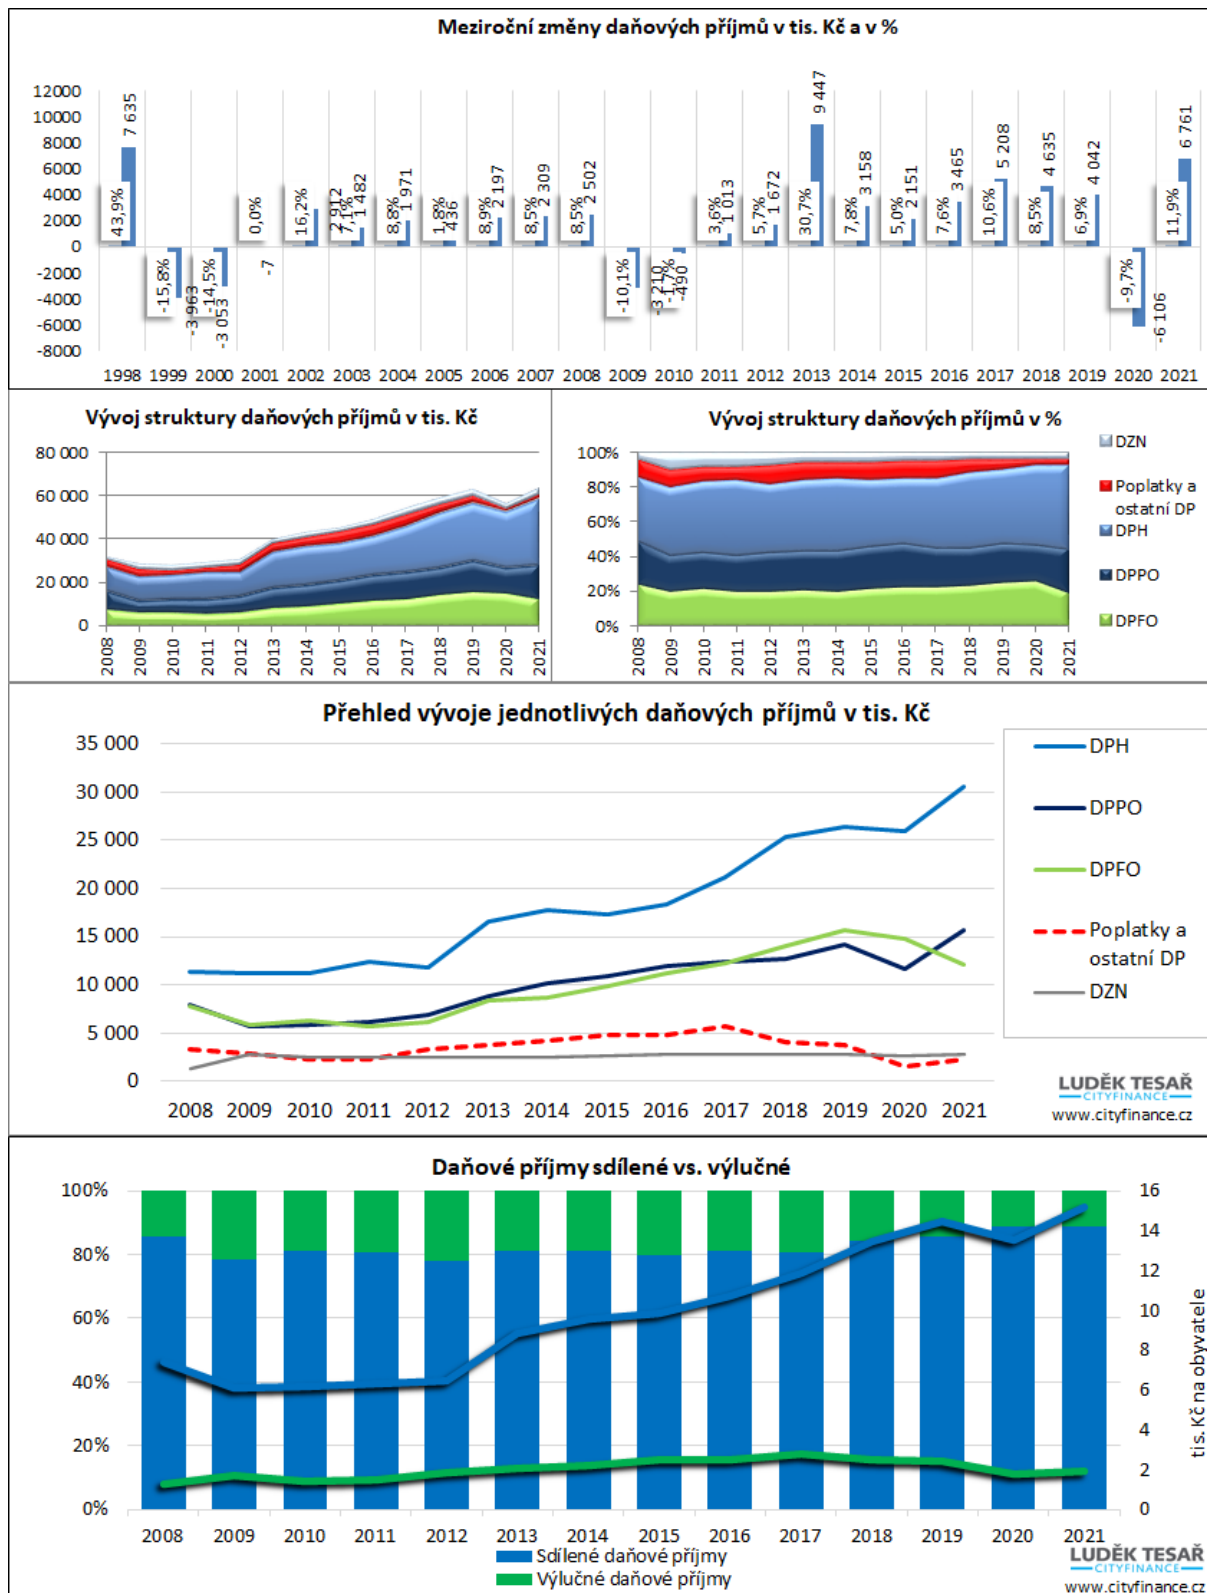 Meziroční změny daňových příjmů v tis. Kč a v %
12000
10000
8000
6000
4000
2000
0
-2000
-4000
-6000
-8000
43,9% 7 635
-15,8% -3 963
-14,5% -3 053
0,0% -7
16,2% 2 912
7,1% 1 482
8,8% 1 971
1,8% 436
8,9% 2 197
8,5% 2 309
8,5% 2 502
-10,1% -3 210
-1,7% -490
3,6% 1 013
5,7% 1 672
30,7% 9 447
7,8% 3 158
5,0% 2 151
7,6% 3 465
10,6% 5 208
8,5% 4 635
6,9% 4 042
-9,7% -6 106
11,9% 6 761
1998 1999 2000 2001 2002 2003 2004 2005 2006 2007 2008 2009 2010 2011 2012 2013 2014 2015 2016 2017 2018 2019 2020 2021
Vývoj struktury daňových příjmů v tis. Kč
80 000
60 000
40 000
20 000
0
2008 2009 2010 2011 2012 2013 2014 2015 2016 2017 2018 2019 2020 2021
Vývoj struktury daňových příjmů v %
100%
80%
60%
40%
20%
0%
2008 2009 2010 2011 2012 2013 2014 2015 2016 2017 2018 2019 2020 2021
DZN
Poplatky a
ostatní DP
DPH
DPPO
DPFO
Přehled vývoje jednotlivých daňových příjmů v tis. Kč
35 000
30 000
25 000
20 000
15 000
10 000
5 000
0
2008 2009 2010 2011 2012 2013 2014 2015 2016 2017 2018 2019 2020 2021
DPH
DPPO
DPFO
Poplatky a
ostatní DP
DZN
LUDĚK TESAŘ
CITYFINANCE
www.cityfinance.cz
Daňové příjmy sdílené vs. výlučné
100%
80%
60%
40%
20%
0%
16
14
12
10
8
6
4
2
0
tis. Kč na obyvatele
2008 2009 2010 2011 2012 2013 2014 2015 2016 2017 2018 2019 2020 2021
Sdílené daňové příjmy
Výlučné daňové příjmy
LUDĚK TESAŘ
CITYFINANCE
www.cityfinance.cz